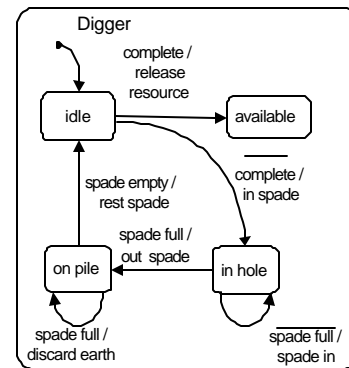 Digger
complete /
release
resource
idle
available
complete /
in spade
spade empty /
rest spade
spade full /
out spade
on pile
in hole
spade full /
discard earth
spade full /
spade in